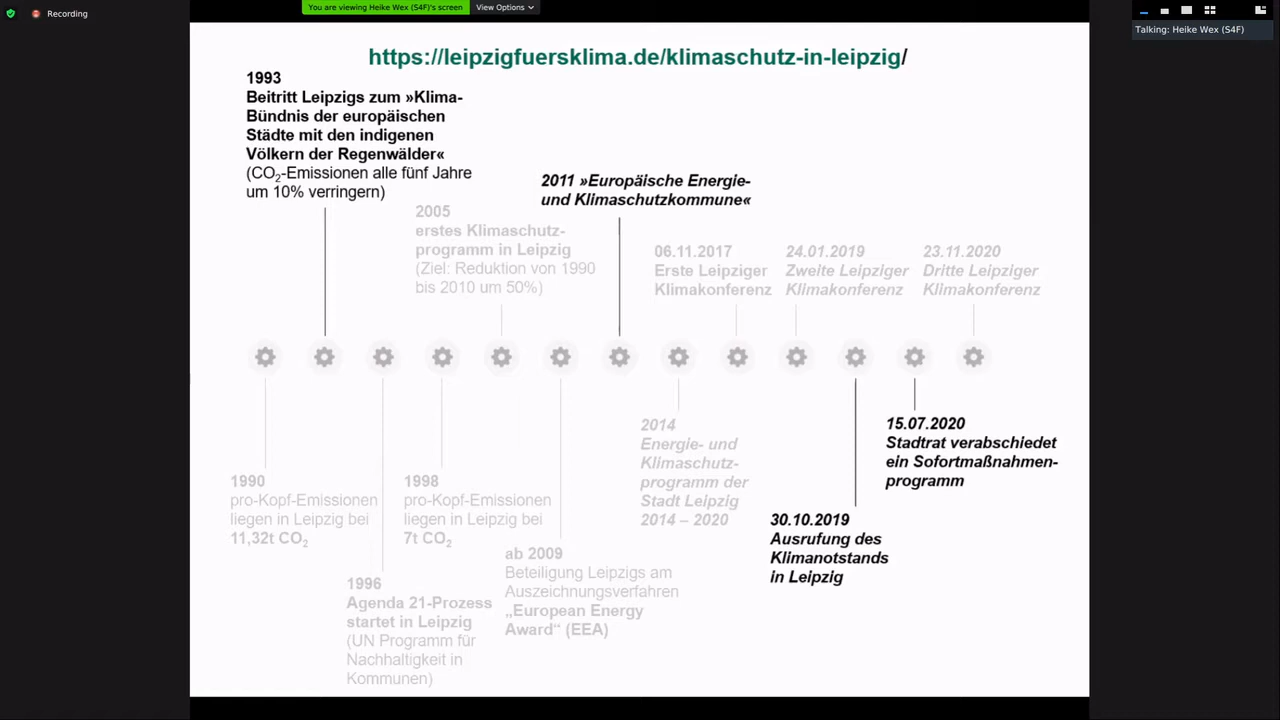 Recording
You are viewing Heike Wex (S4F)'s screen
View Options
Talking: Heike Wex (S4F)
https://leipzigfuersklima.de/klimaschutz-in-leipzig/
1993
Beitritt Leipzigs zum »Klima-
Bündnis der europäischen
Städte mit den indigenen
Völkern der Regenwälder«
(CO₂-Emissionen alle fünf Jahre
um 10% verringern)
2005
erstes Klimaschutz-
programm in Leipzig
(Ziel: Reduktion von 1990
bis 2010 um 50%)
2011 »Europäische Energie-
und Klimaschutzkommune«
06.11.2017
Erste Leipziger
Klimakonferenz
24.01.2019
Zweite Leipziger
Klimakonferenz
23.11.2020
Dritte Leipziger
Klimakonferenz
1990
pro-Kopf-Emissionen
liegen in Leipzig bei
11,32t CO₂
1996
Agenda 21-Prozess
startet in Leipzig
(UN Programm für
Nachhaltigkeit in
Kommunen)
1998
pro-Kopf-Emissionen
liegen in Leipzig bei
7t CO₂
ab 2009
Beteiligung Leipzigs am
Auszeichnungsverfahren
„European Energy
Award“ (EEA)
2014
Energie- und
Klimaschutz-
programm der
Stadt Leipzig
2014 – 2020
30.10.2019
Ausrufung des
Klimanotstands
in Leipzig
15.07.2020
Stadtrat verabschiedet
ein Sofortmaßnahmen-
programm